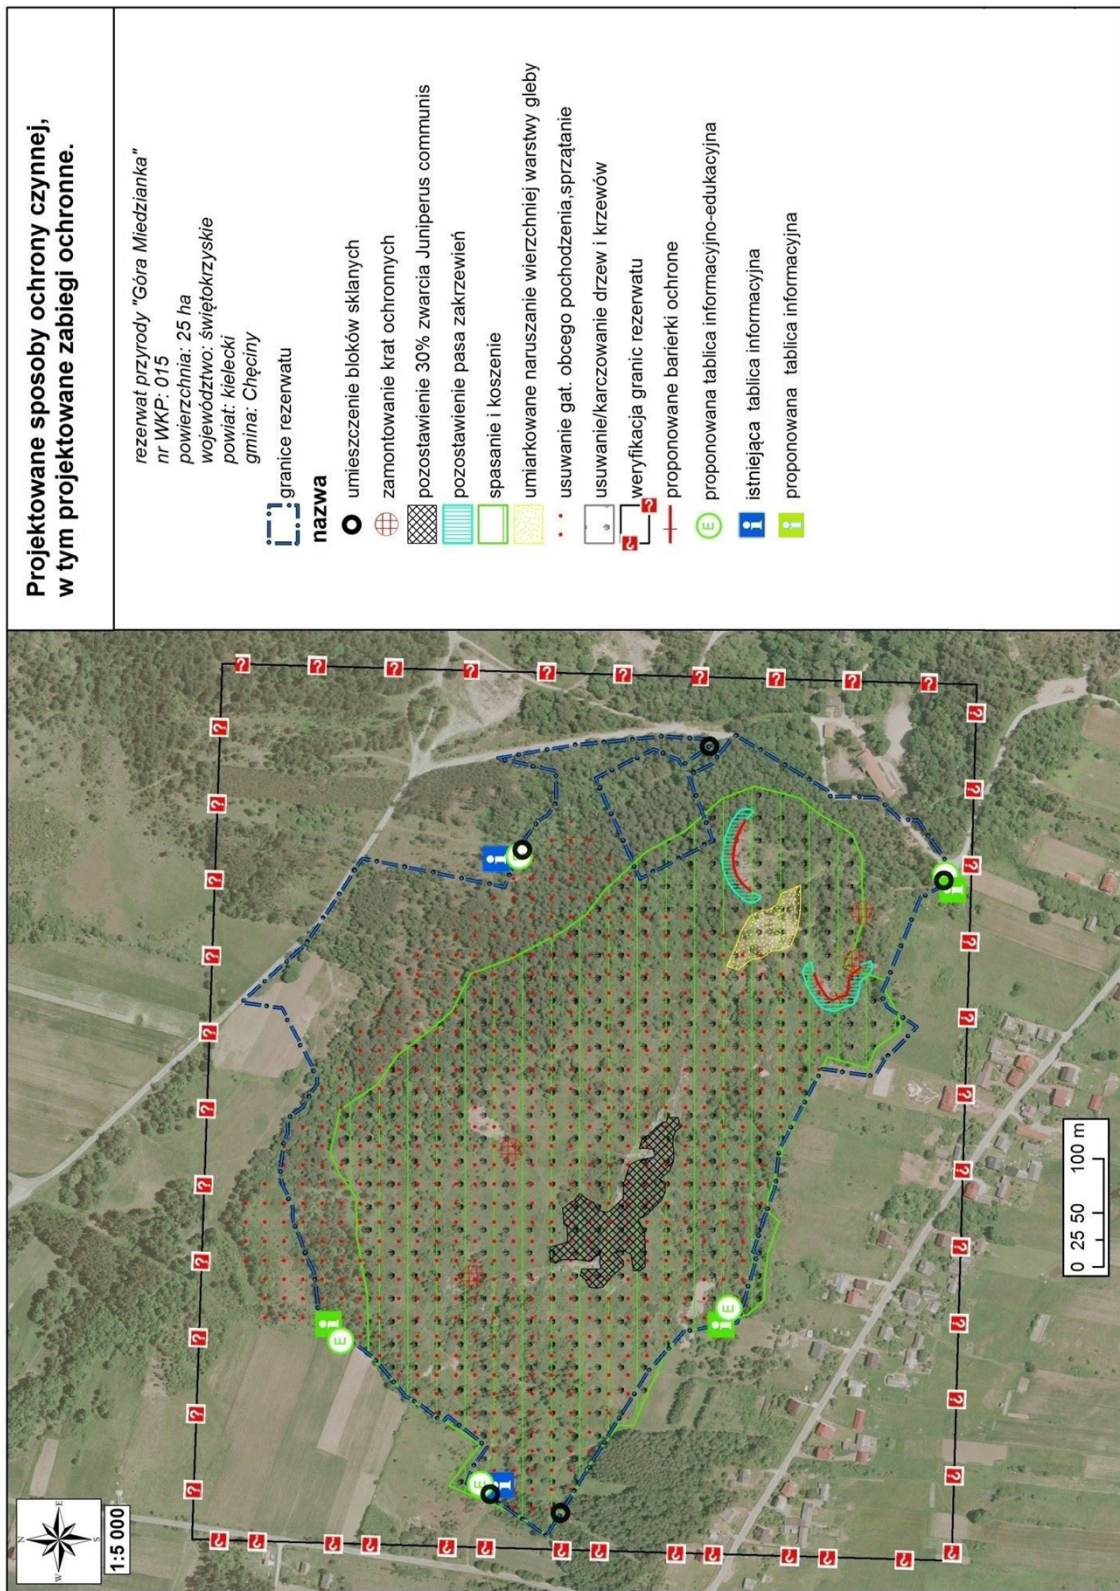 Projektowane sposoby ochrony czynnej,
w tym projektowane zabiegi ochronne.
rezerwat przyrody "Góra Miedzianka"
nr WKP: 015
powierzchnia: 25 ha
województwo: świętokrzyskie
powiat: kielecki
gmina: Chęciny
granice rezerwatu
nazwa
umieszczenie bloków sklanych
zamontowanie krat ochronnych
pozostawienie 30% zwarcia Juniperus communis
pozostawienie pasa zakrzewień
spasanie i koszenie
umiarkowane naruszanie wierzchniej warstwy gleby
usuwanie gat. obcego pochodzenia,sprzątanie
usuwanie/karczowanie drzew i krzewów
weryfikacja granic rezerwatu
proponowane barierki ochrone
proponowana tablica informacyjno-edukacyjna
istniejąca tablica informacyjna
proponowana tablica informacyjna
N
E
S
W
1:5 000
0 25 50 100 m